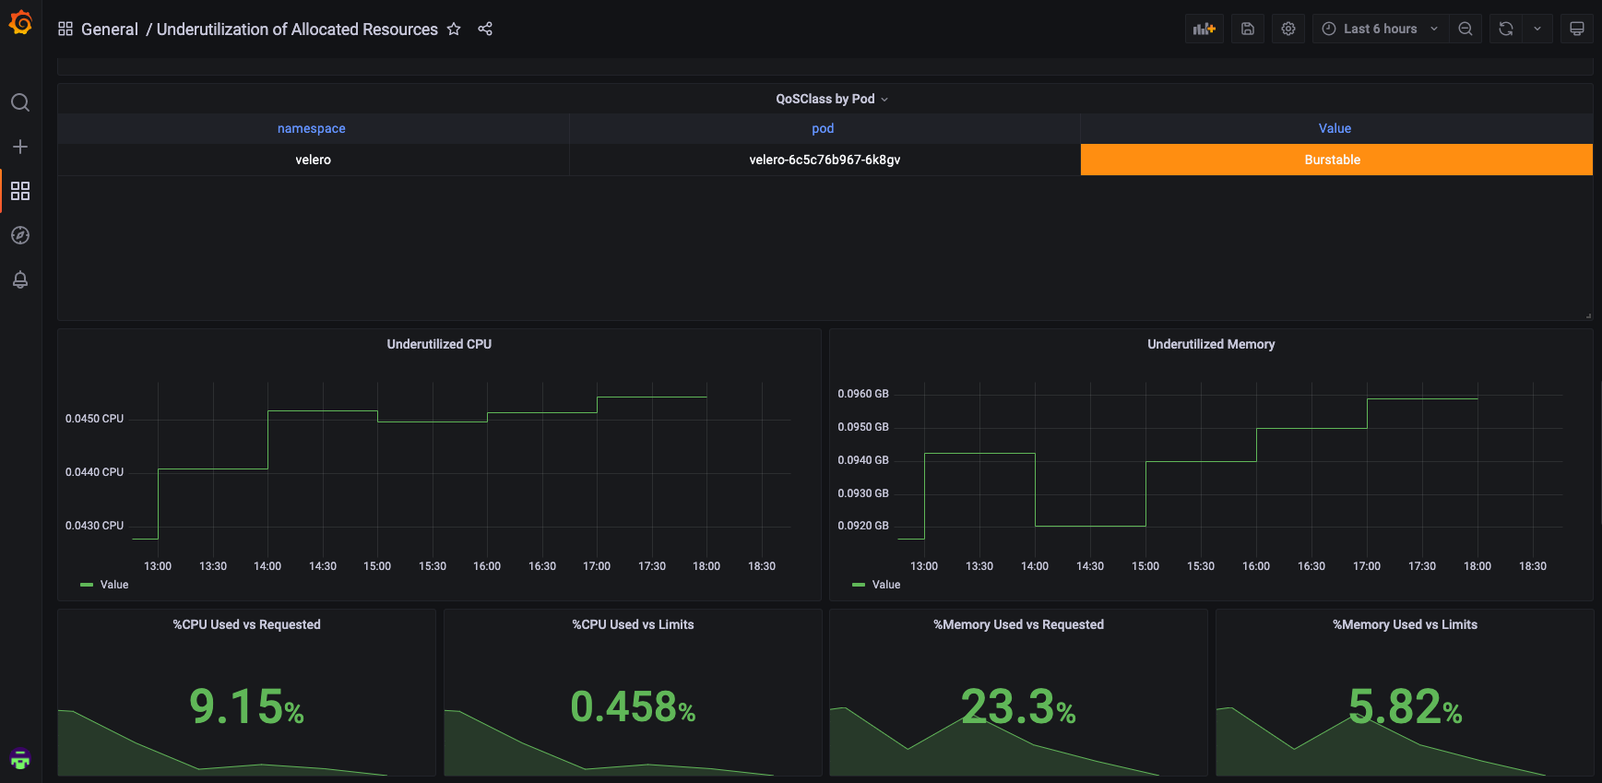 General / Underutilization of Allocated Resources
Last 6 hours
QoSClass by Pod
namespace pod Value
velero velero-6c5c76b967-6k8gv Burstable
Underutilized CPU
0.0450 CPU
0.0440 CPU
0.0430 CPU
13:00 13:30 14:00 14:30 15:00 15:30 16:00 16:30 17:00 17:30 18:00 18:30
Value
Underutilized Memory
0.0960 GB
0.0950 GB
0.0940 GB
0.0930 GB
0.0920 GB
13:00 13:30 14:00 14:30 15:00 15:30 16:00 16:30 17:00 17:30 18:00 18:30
Value
%CPU Used vs Requested
9.15%
%CPU Used vs Limits
0.458%
%Memory Used vs Requested
23.3%
%Memory Used vs Limits
5.82%